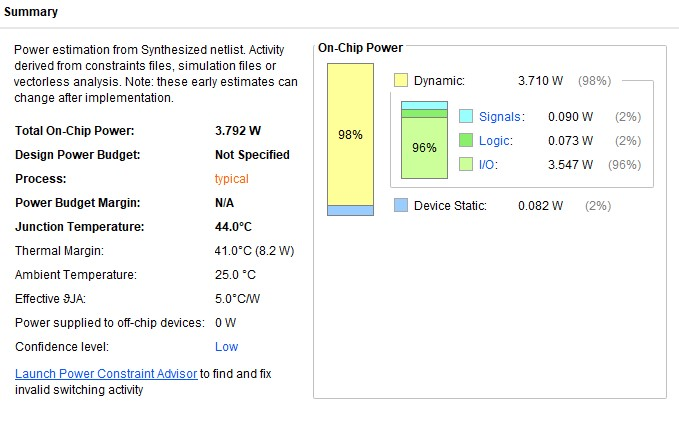 Summary
Power estimation from Synthesized netlist. Activity
derived from constraints files, simulation files or
vectorless analysis. Note: these early estimates can
change after implementation.
Total On-Chip Power: 3.792 W
Design Power Budget: Not Specified
Process: typical
Power Budget Margin: N/A
Junction Temperature: 44.0°C
Thermal Margin: 41.0°C (8.2 W)
Ambient Temperature: 25.0 °C
Effective ϑJA: 5.0°C/W
Power supplied to off-chip devices: 0 W
Confidence level: Low
Launch Power Constraint Advisor to find and fix
invalid switching activity
On-Chip Power
98%
Dynamic: 3.710 W (98%)
96%
Signals: 0.090 W (2%)
Logic: 0.073 W (2%)
I/O: 3.547 W (96%)
Device Static: 0.082 W (2%)